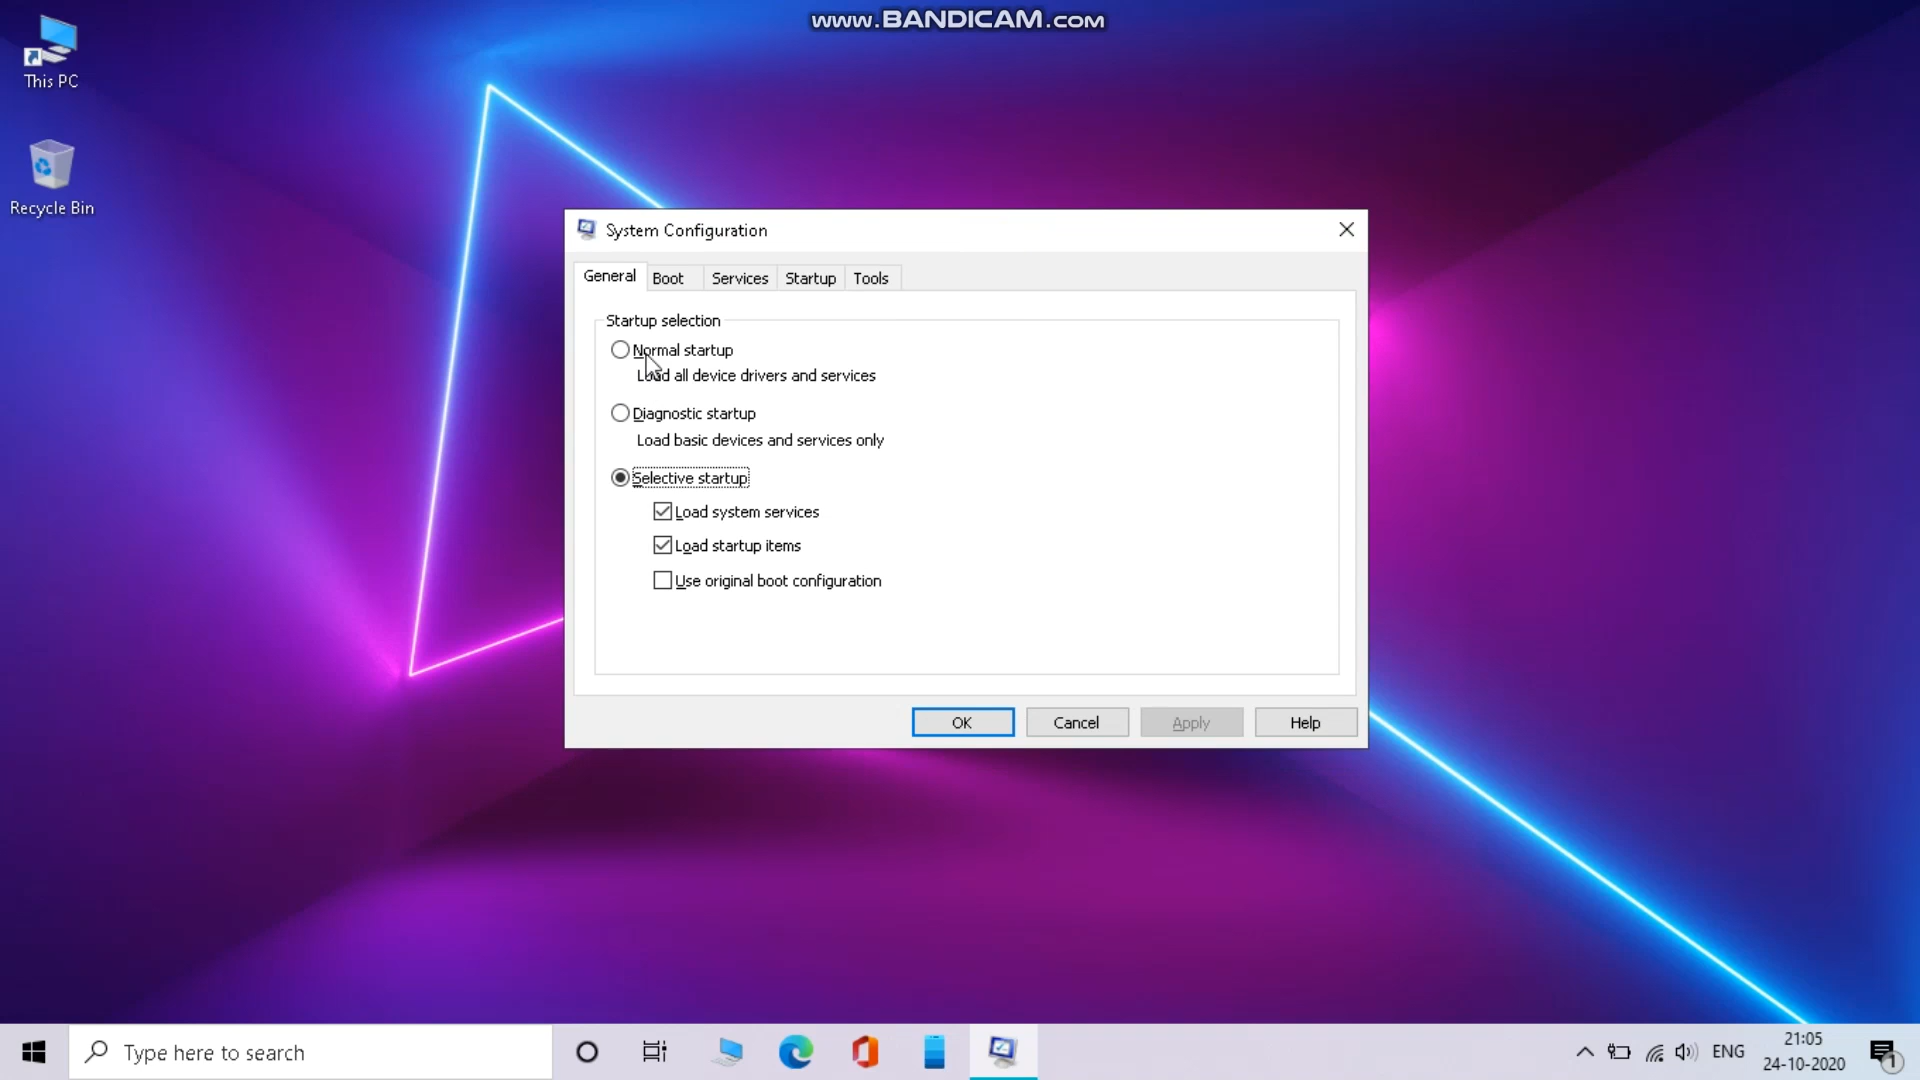 www.BANDICAM.com
This PC
Recycle Bin
System Configuration
General Boot Services Startup Tools
Startup selection
Normal startup
Load all device drivers and services
Diagnostic startup
Load basic devices and services only
Selective startup
Load system services
Load startup items
Use original boot configuration
OK Cancel Apply Help
Type here to search
ENG
21:05
24-10-2020
1